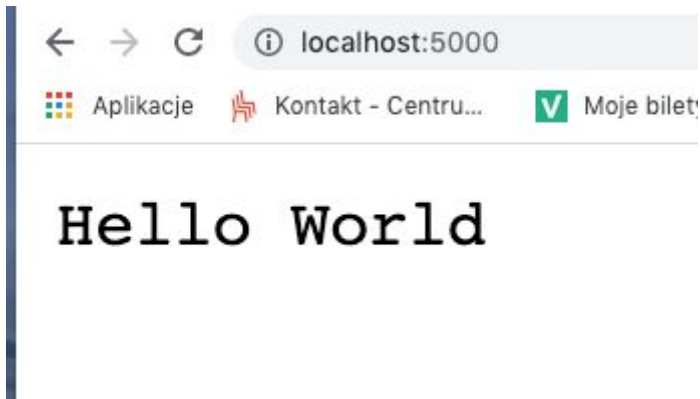 localhost:5000
Aplikacje Kontakt - Centru... V Moje bilety
Hello World